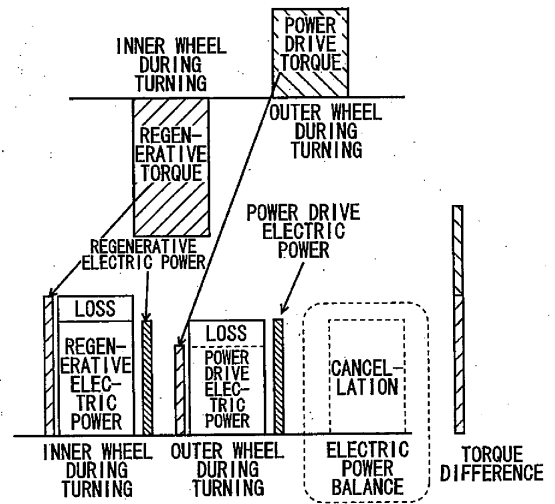 INNER WHEEL
DURING
TURNING
POWER
DRIVE
TORQUE
OUTER WHEEL
DURING
TURNING
REGEN-
ERATIVE
TORQUE
REGENERATIVE
ELECTRIC POWER
POWER DRIVE
ELECTRIC
POWER
LOSS
REGEN-
ERATIVE
ELEC-
TRIC
POWER
LOSS
POWER
DRIVE
ELEC-
TRIC
POWER
CANCEL-
LATION
INNER WHEEL
DURING
TURNING
OUTER WHEEL
DURING
TURNING
ELECTRIC
POWER
BALANCE
TORQUE
DIFFERENCE